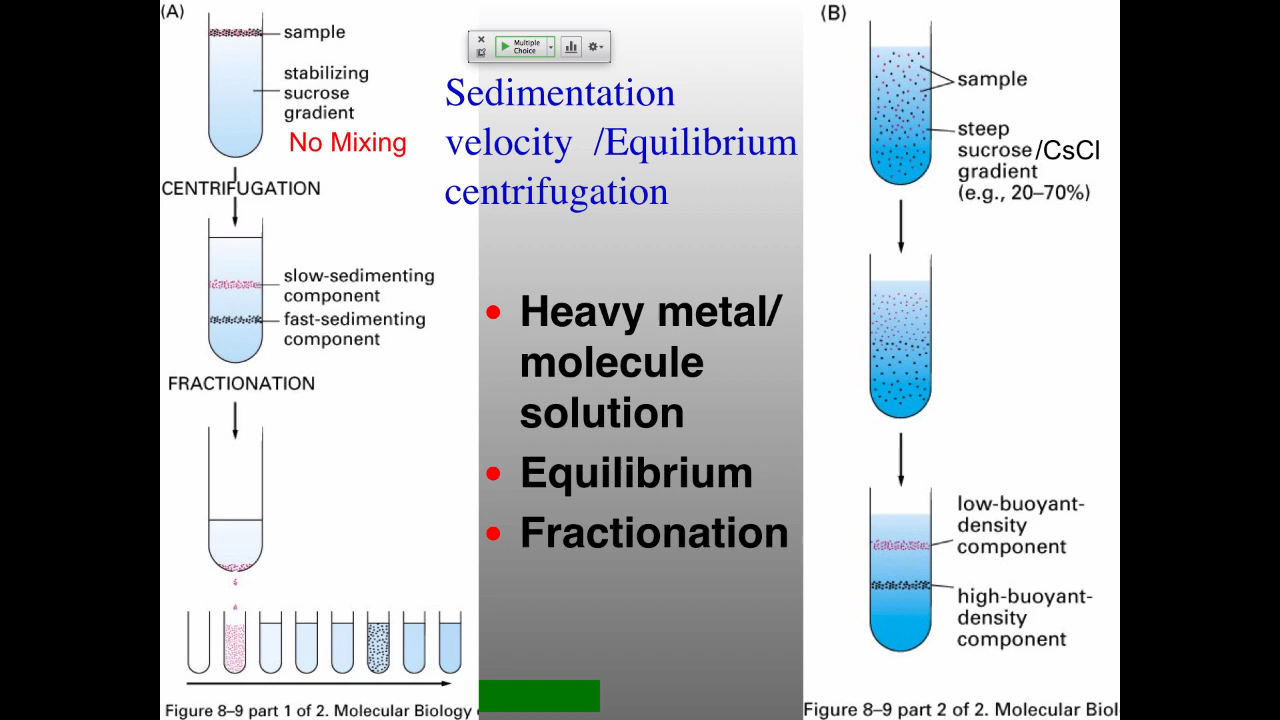 (A)
sample
stabilizing
sucrose
gradient
No Mixing
CENTRIFUGATION
slow-sedimenting
component
fast-sedimenting
component
FRACTIONATION
Figure 8–9 part 1 of 2. Molecular Biology
Multiple
Choice
Sedimentation
velocity /Equilibrium
centrifugation
• Heavy metal/
molecule
solution
• Equilibrium
• Fractionation
(B)
sample
steep
sucrose/CsCl
gradient
(e.g., 20–70%)
low-buoyant-
density
component
high-buoyant-
density
component
Figure 8–9 part 2 of 2. Molecular Biol